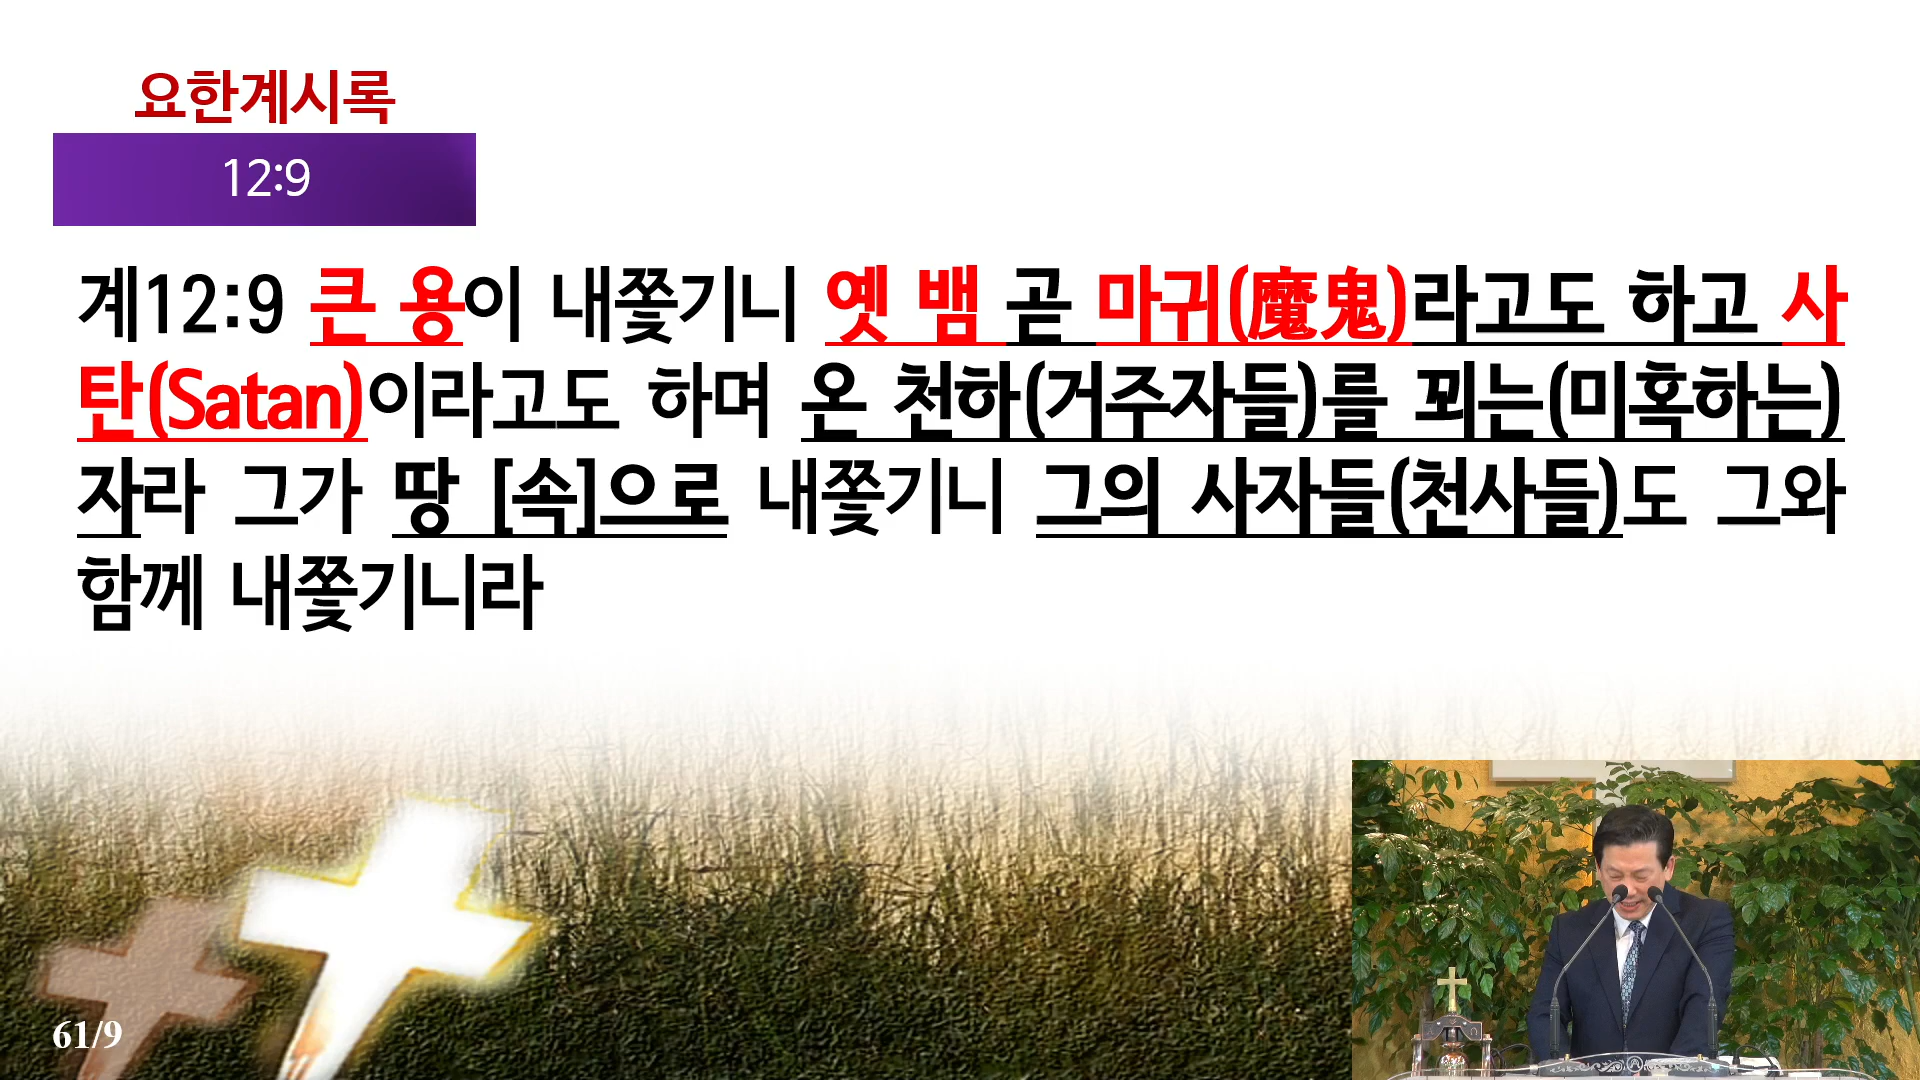 요한계시록
12:9
계12:9 큰 용이 내쫓기니 옛 뱀 곧 마귀(魔鬼)라고도 하고 사
탄(Satan)이라고도 하며 온 천하(거주자들)를 꾀는(미혹하는)
자라 그가 땅 [속]으로 내쫓기니 그의 사자들(천사들)도 그와
함께 내쫓기니라
61/9